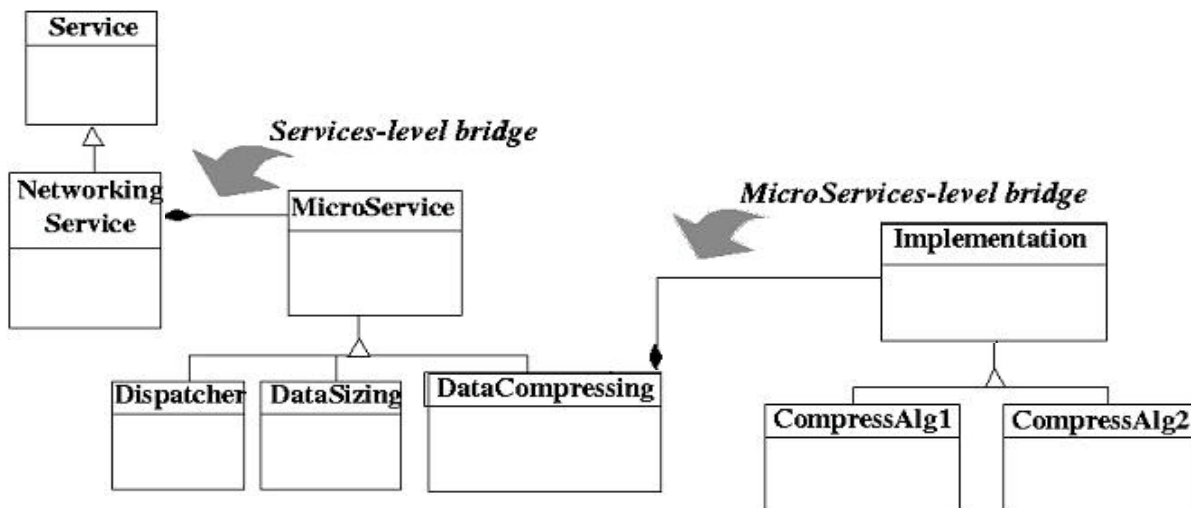 Service
Services-level bridge
Networking
Service
MicroService
MicroServices-level bridge
Implementation
Dispatcher
DataSizing
DataCompressing
CompressAlg1
CompressAlg2